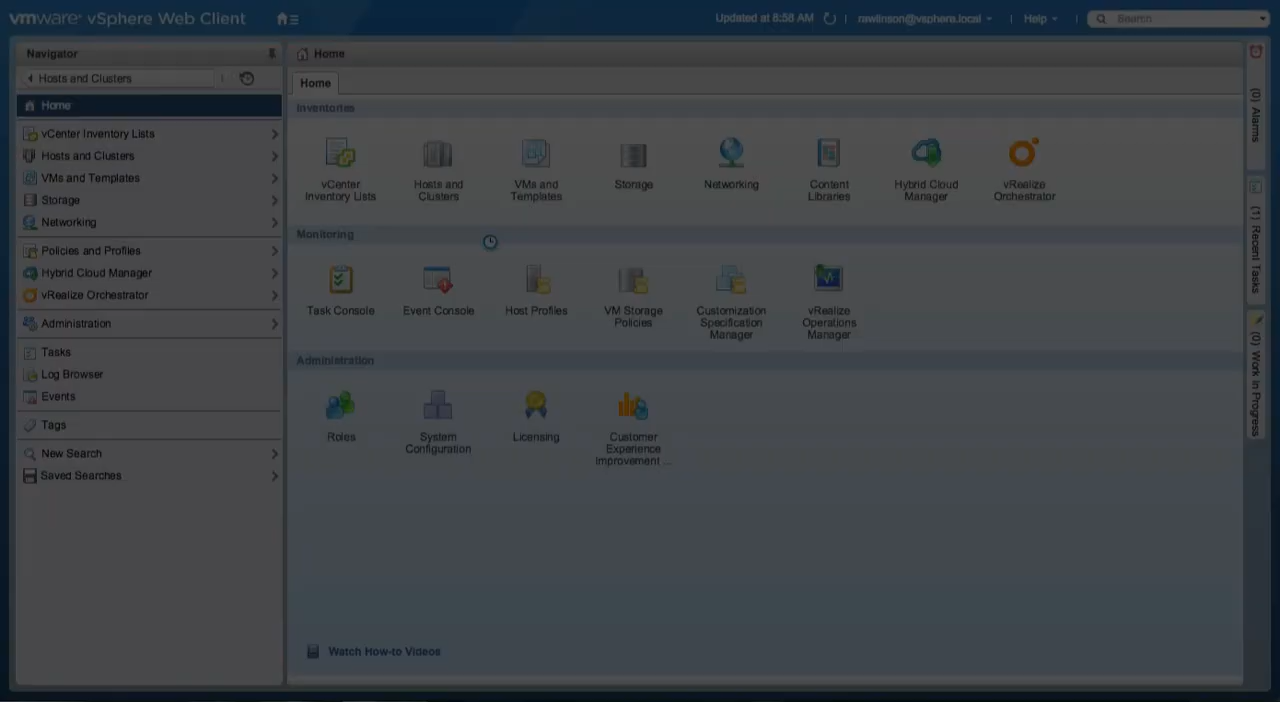 vmware® vSphere Web Client
Updated at 8:58 AM
rawlinson@vsphere.local
Help
Search
Navigator
Hosts and Clusters
Home
vCenter Inventory Lists
Hosts and Clusters
VMs and Templates
Storage
Networking
Policies and Profiles
Hybrid Cloud Manager
vRealize Orchestrator
Administration
Tasks
Log Browser
Events
Tags
New Search
Saved Searches
Home
Home
Inventories
vCenter
Inventory Lists
Hosts and
Clusters
VMs and
Templates
Storage
Networking
Content
Libraries
Hybrid Cloud
Manager
vRealize
Orchestrator
Monitoring
Task Console
Event Console
Host Profiles
VM Storage
Policies
Customization
Specification
Manager
vRealize
Operations
Manager
Administration
Roles
System
Configuration
Licensing
Customer
Experience
Improvement ...
Watch How-to Videos
(0) Alarms
(1) Recent Tasks
(0) Work In Progress